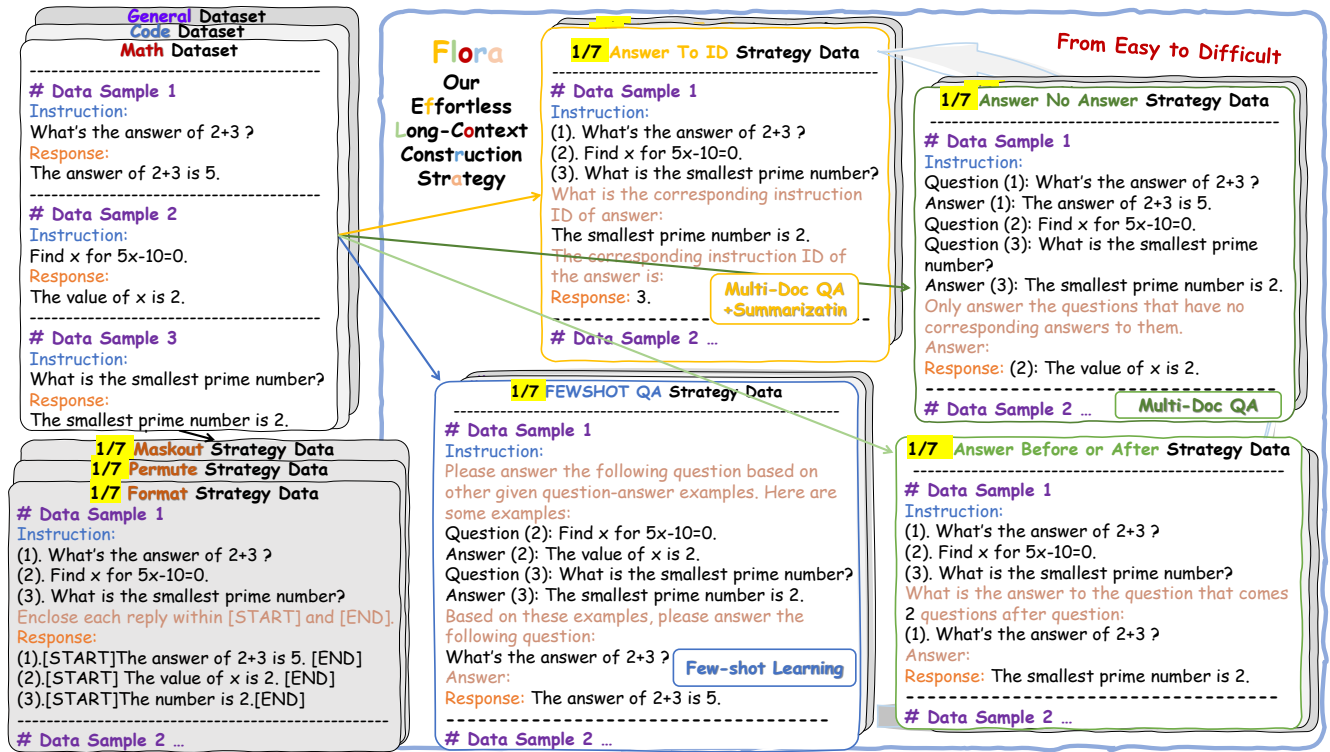 General Dataset
Code Dataset
Math Dataset
# Data Sample 1
Instruction:
What's the answer of 2+3 ?
Response:
The answer of 2+3 is 5.
# Data Sample 2
Instruction:
Find x for 5x-10=0.
Response:
The value of x is 2.
# Data Sample 3
Instruction:
What is the smallest prime number?
Response:
The smallest prime number is 2.
1/7 Maskout Strategy Data
1/7 Permute Strategy Data
1/7 Format Strategy Data
# Data Sample 1
Instruction:
(1). What's the answer of 2+3 ?
(2). Find x for 5x-10=0.
(3). What is the smallest prime number?
Enclose each reply within [START] and [END].
Response:
(1).[START]The answer of 2+3 is 5. [END]
(2).[START] The value of x is 2. [END]
(3).[START]The number is 2.[END]
# Data Sample 2 …
Flora
Our
Effortless
Long-Context
Construction
Strategy
1/7 Answer To ID Strategy Data
# Data Sample 1
Instruction:
(1). What's the answer of 2+3 ?
(2). Find x for 5x-10=0.
(3). What is the smallest prime number?
What is the corresponding instruction
ID of answer:
The smallest prime number is 2.
The corresponding instruction ID of
the answer is:
Response: 3.
Multi-Doc QA
+Summarizatin
# Data Sample 2 …
From Easy to Difficult
1/7 Answer No Answer Strategy Data
# Data Sample 1
Instruction:
Question (1): What's the answer of 2+3 ?
Answer (1): The answer of 2+3 is 5.
Question (2): Find x for 5x-10=0.
Question (3): What is the smallest prime
number?
Answer (3): The smallest prime number is 2.
Only answer the questions that have no
corresponding answers to them.
Answer:
Response: (2): The value of x is 2.
# Data Sample 2 …
Multi-Doc QA
1/7 FEWSHOT QA Strategy Data
# Data Sample 1
Instruction:
Please answer the following question based on
other given question-answer examples. Here are
some examples:
Question (2): Find x for 5x-10=0.
Answer (2): The value of x is 2.
Question (3): What is the smallest prime number?
Answer (3): The smallest prime number is 2.
Based on these examples, please answer the
following question:
What's the answer of 2+3 ?
Answer:
Response: The answer of 2+3 is 5.
Few-shot Learning
# Data Sample 2 …
1/7 Answer Before or After Strategy Data
# Data Sample 1
Instruction:
(1). What's the answer of 2+3 ?
(2). Find x for 5x-10=0.
(3). What is the smallest prime number?
What is the answer to the question that comes
2 questions after question:
(1). What's the answer of 2+3 ?
Answer:
Response: The smallest prime number is 2.
# Data Sample 2 …